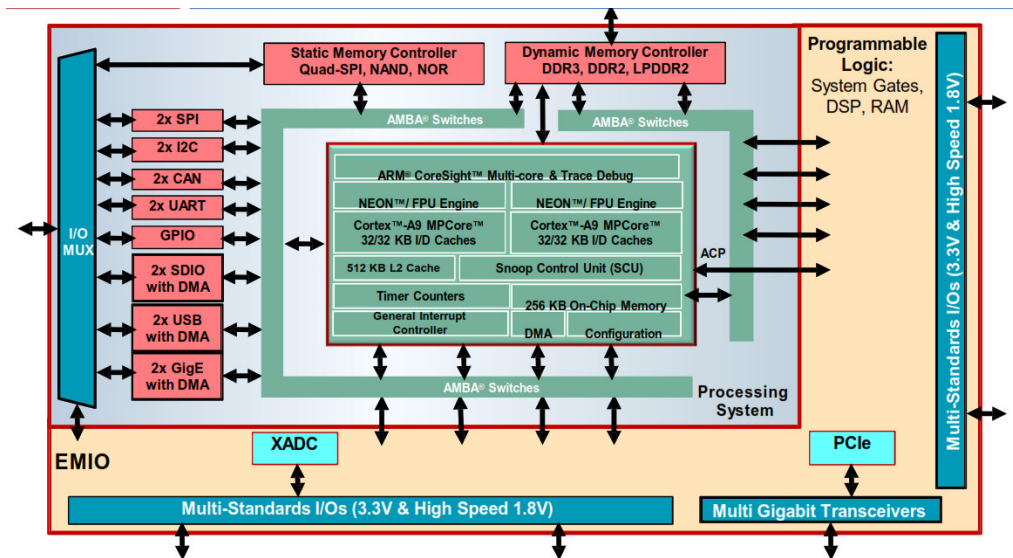 Static Memory Controller
Quad-SPI, NAND, NOR
Dynamic Memory Controller
DDR3, DDR2, LPDDR2
Programmable
Logic:
System Gates,
DSP, RAM
AMBA® Switches
AMBA® Switches
2x SPI
2x I2C
2x CAN
2x UART
GPIO
2x SDIO
with DMA
2x USB
with DMA
2x GigE
with DMA
I/O
MUX
ARM® CoreSight™ Multi-core & Trace Debug
NEON™/ FPU Engine
NEON™/ FPU Engine
Cortex™-A9 MPCore™
32/32 KB I/D Caches
Cortex™-A9 MPCore™
32/32 KB I/D Caches
512 KB L2 Cache
Snoop Control Unit (SCU)
Timer Counters
256 KB On-Chip Memory
General Interrupt
Controller
DMA
Configuration
ACP
AMBA® Switches
Processing
System
Multi-Standards I/Os (3.3V & High Speed 1.8V)
EMIO
XADC
PCIe
Multi-Standards I/Os (3.3V & High Speed 1.8V)
Multi Gigabit Transceivers